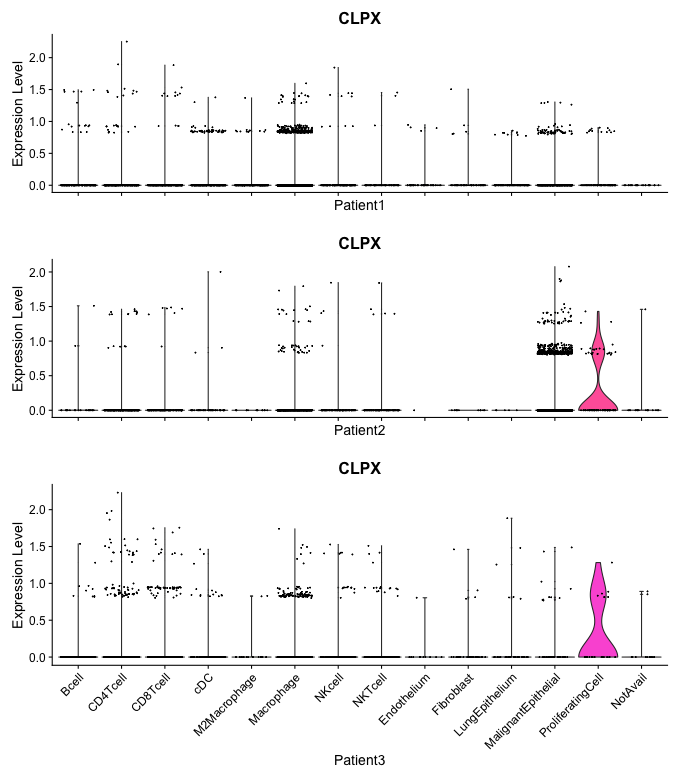 CLPX
Expression Level
2.0
1.5
1.0
0.5
0.0
Patient1
CLPX
Expression Level
2.0
1.5
1.0
0.5
0.0
Patient2
CLPX
Expression Level
2.0
1.5
1.0
0.5
0.0
Bcell
CD4Tcell
CD8Tcell
cDC
M2Macrophage
Macrophage
NKcell
NKTcell
Endothelium
Fibroblast
LungEpithelium
MalignantEpithelial
ProliferatingCell
NotAvail
Patient3